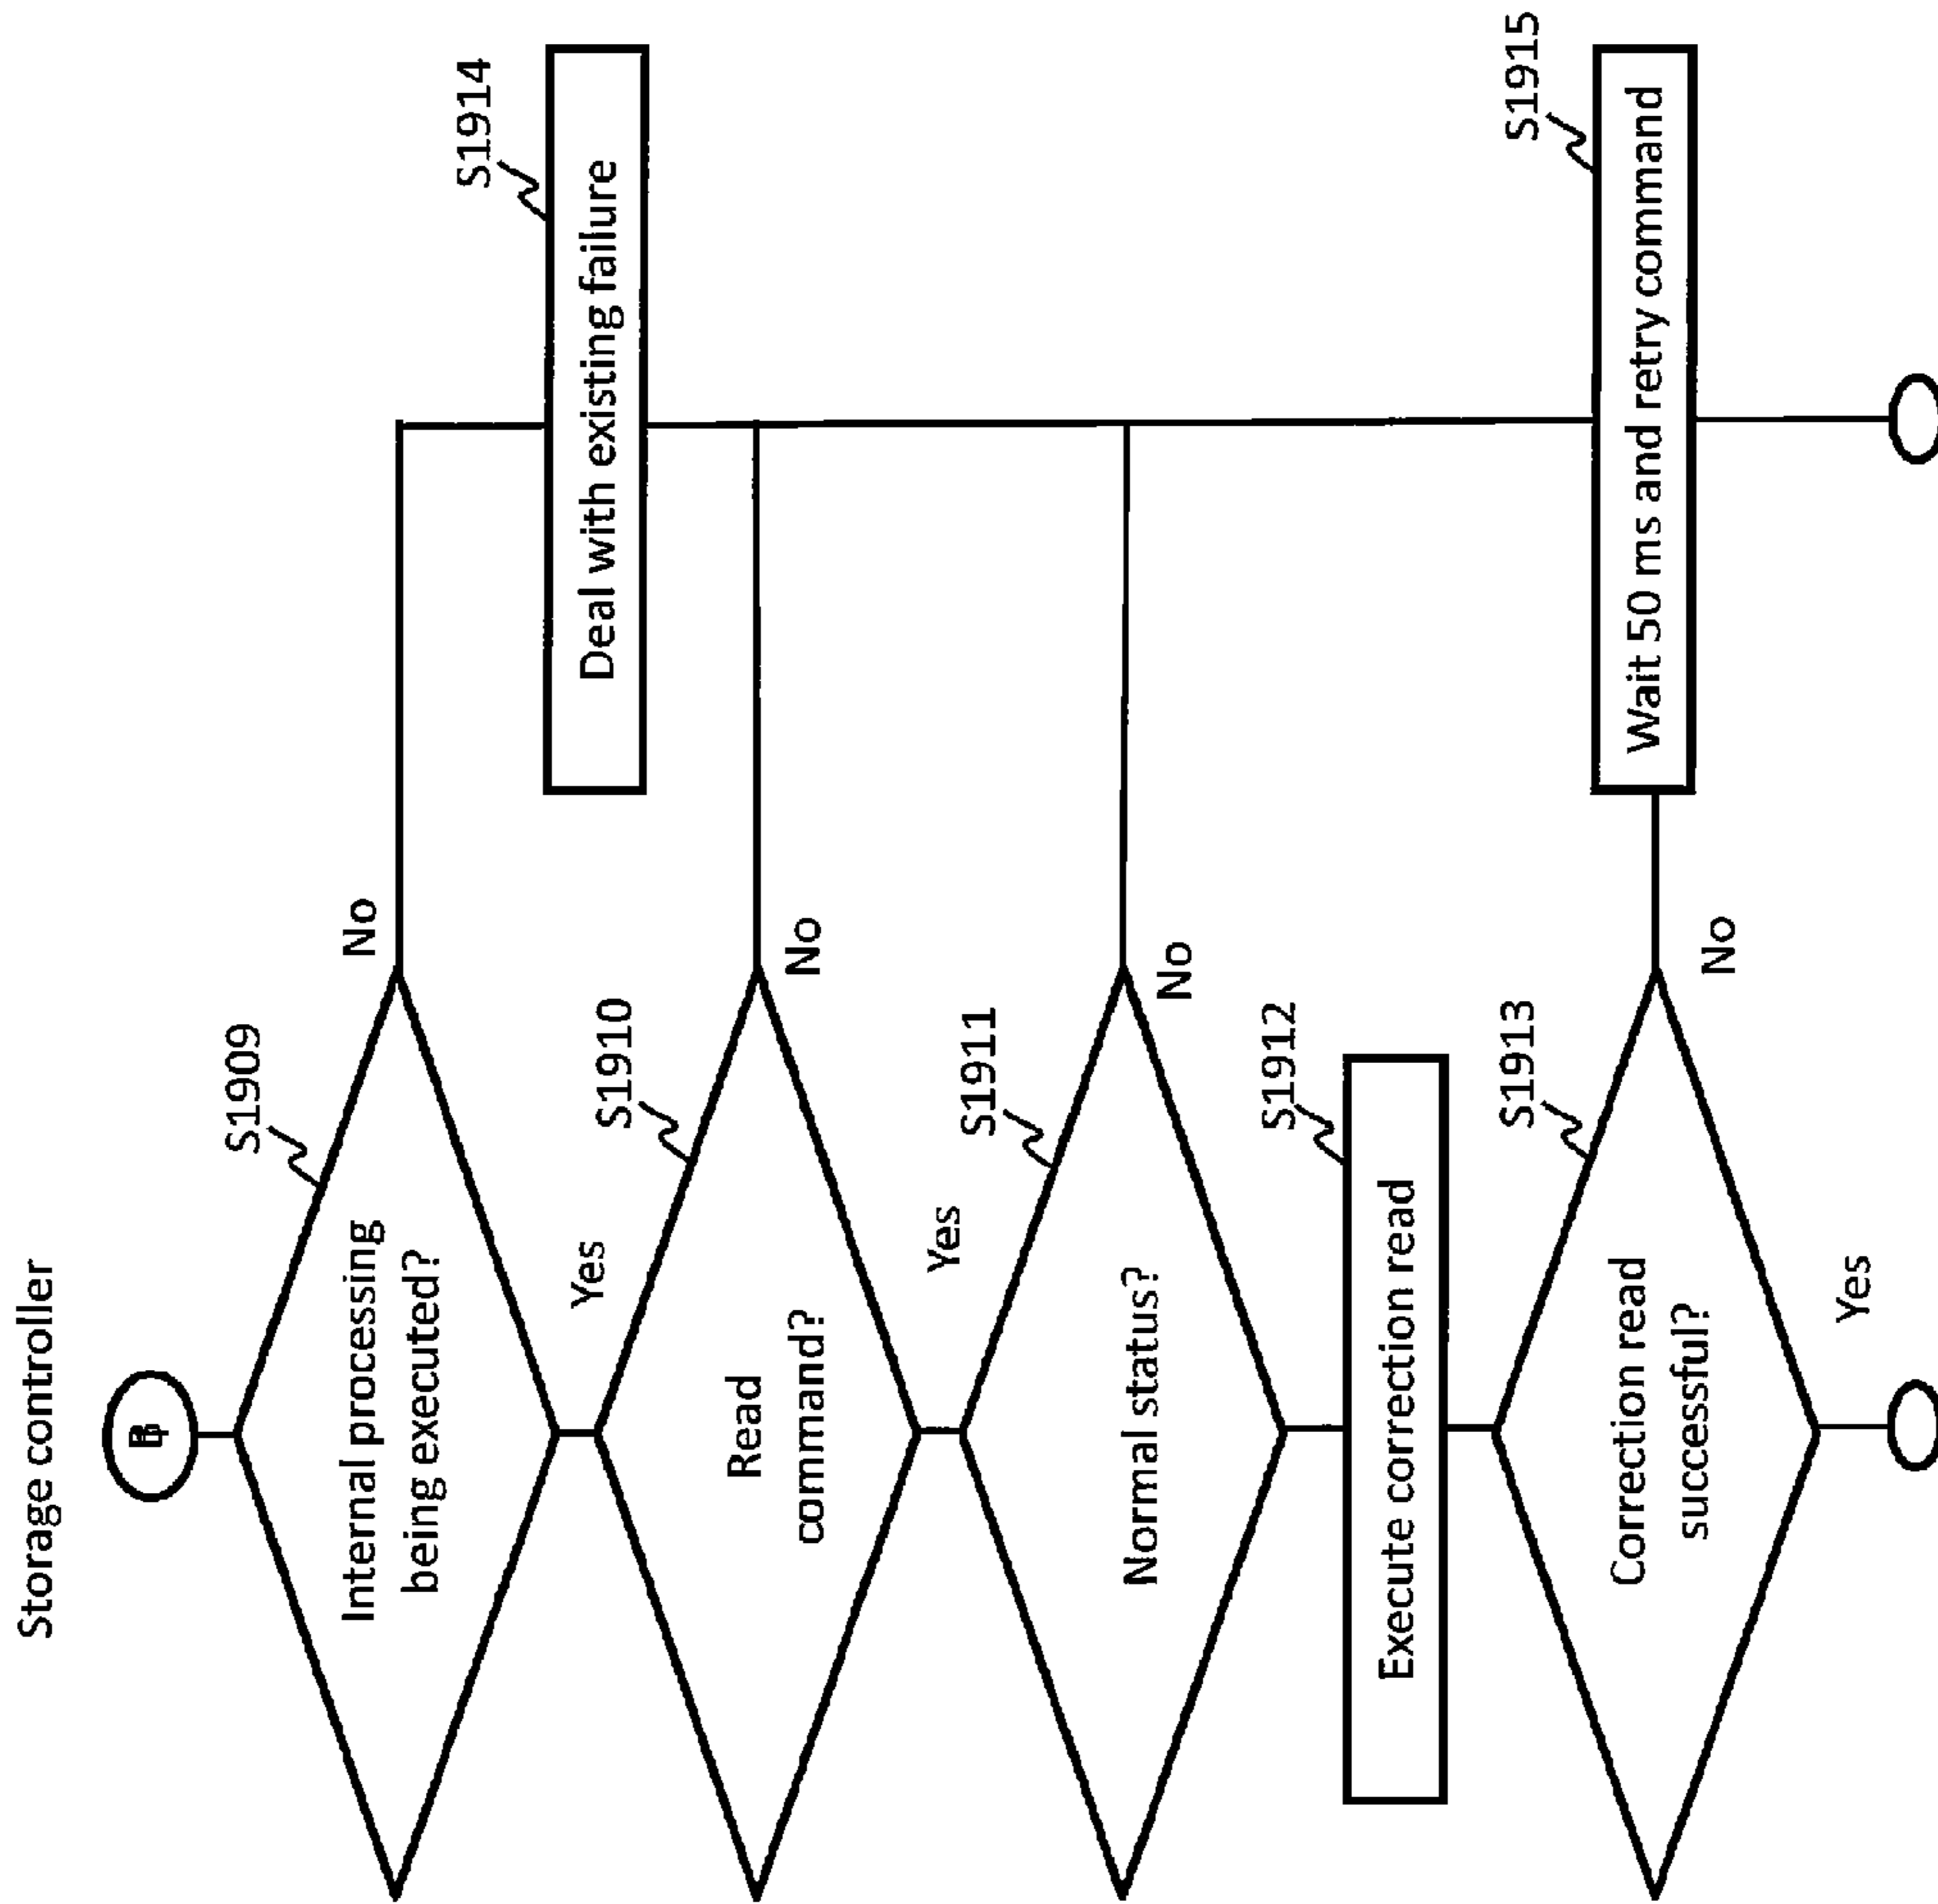 Storage controller
S1909
Internal processing
being executed?
No
Yes
S1914
Deal with existing failure
S1910
Read
command?
No
Yes
S1911
Normal status?
No
S1912
Execute correction read
S1913
Correction read
successful?
No
Yes
S1915
Wait 50 ms and retry command